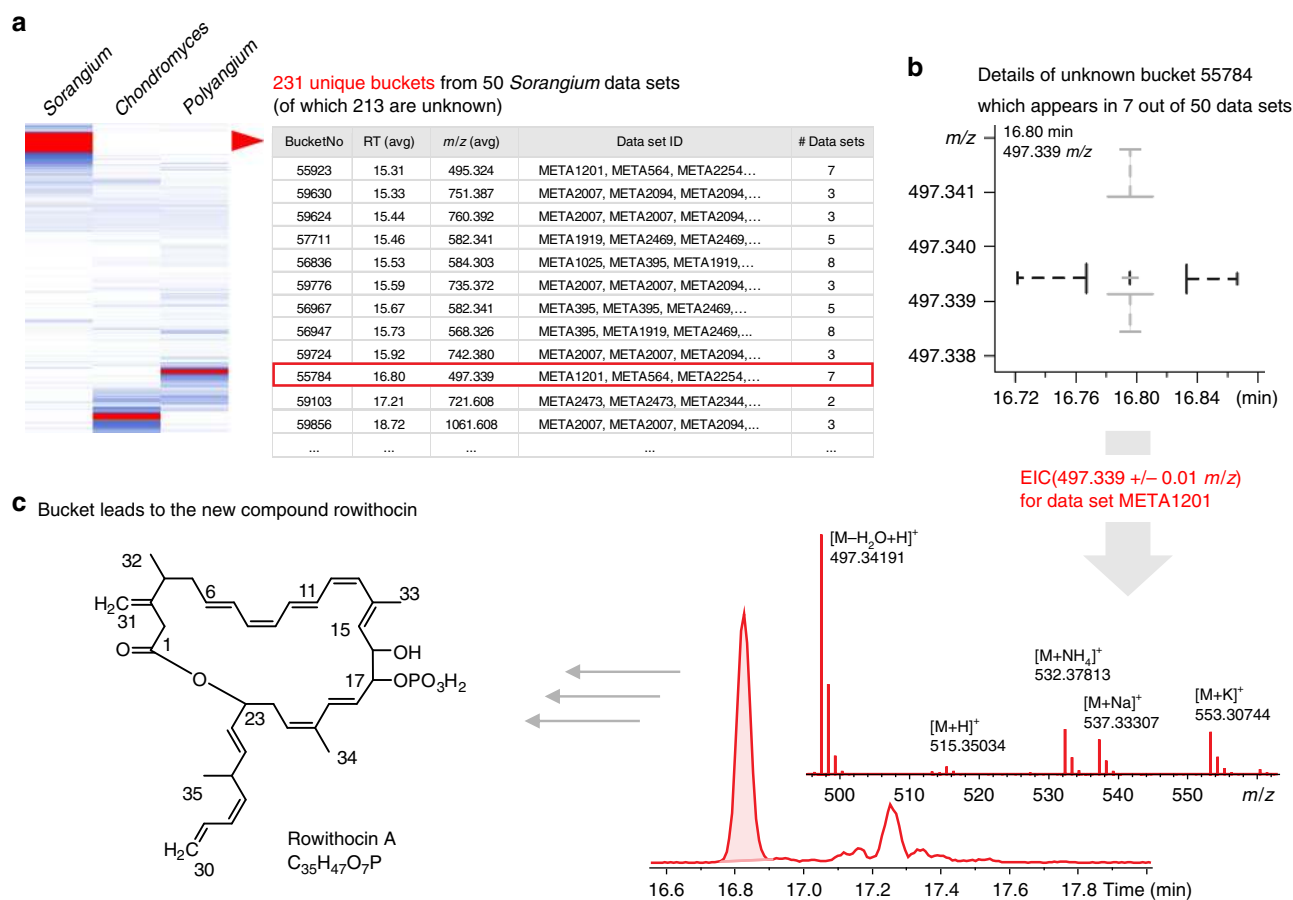 a
Sorangium
Chondromyces
Polyangium
231 unique buckets from 50 Sorangium data sets
(of which 213 are unknown)
BucketNo RT (avg) m/z (avg) Data set ID # Data sets
55923 15.31 495.324 META1201, META564, META2254… 7
59630 15.33 751.387 META2007, META2094, META2094,… 3
59624 15.44 760.392 META2007, META2007, META2094,… 3
57711 15.46 582.341 META1919, META2469, META2469,… 5
56836 15.53 584.303 META1025, META395, META1919,… 8
59776 15.59 735.372 META2007, META2007, META2094,… 3
56967 15.67 582.341 META395, META395, META2469,… 5
56947 15.73 568.326 META395, META1919, META2469,... 8
59724 15.92 742.380 META2007, META2007, META2094,… 3
55784 16.80 497.339 META1201, META564, META2254,… 7
59103 17.21 721.608 META2473, META2473, META2344,… 2
59856 18.72 1061.608 META2007, META2007, META2094,... 3
... ... ... ... ...
b
Details of unknown bucket 55784
which appears in 7 out of 50 data sets
m/z
16.80 min
497.339 m/z
497.341
497.340
497.339
497.338
16.72 16.76 16.80 16.84 (min)
EIC(497.339 +/– 0.01 m/z)
for data set META1201
c Bucket leads to the new compound rowithocin
32
6
11
33
H2C
31
15
O
1
OH
O
17
OPO3H2
23
34
35
H2C
30
Rowithocin A
C35H47O7P
[M–H2O+H]+
497.34191
[M+H]+
515.35034
[M+NH4]+
532.37813
[M+Na]+
537.33307
[M+K]+
553.30744
500 510 520 530 540 550 m/z
16.6 16.8 17.0 17.2 17.4 17.6 17.8 Time (min)